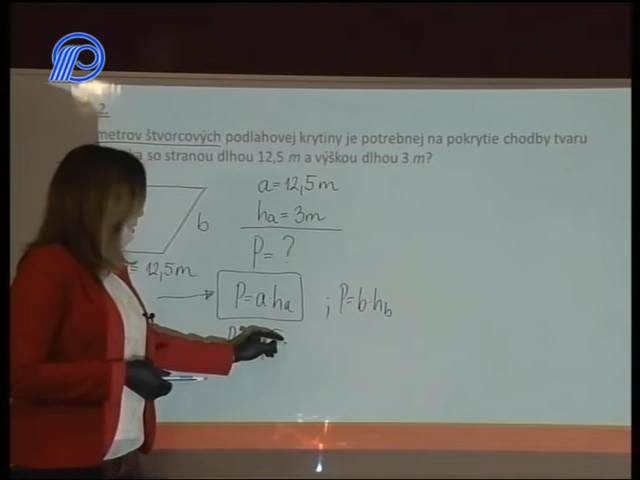 2.
metrov štvorcových podlahovej krytiny je potrebnej na pokrytie chodby tvaru
so stranou dlhou 12,5 m a výškou dlhou 3 m?
a = 12,5m
ha = 3m
b
P = ?
= 12,5m
P = a·ha ; P = b·hb